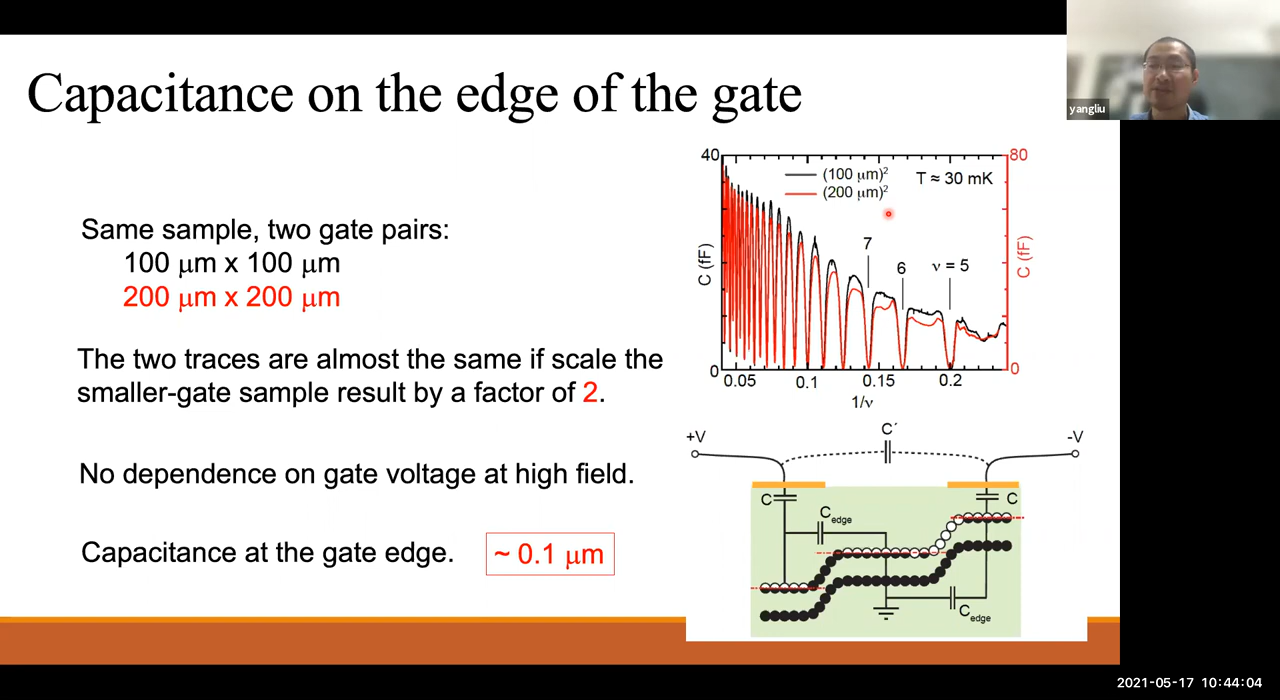 Capacitance on the edge of the gate
yangliu
Same sample, two gate pairs:
100 μm x 100 μm
200 μm x 200 μm
The two traces are almost the same if scale the
smaller-gate sample result by a factor of 2.
No dependence on gate voltage at high field.
Capacitance at the gate edge. ~ 0.1 μm
40
80
(100 μm)²
(200 μm)²
T ≈ 30 mK
7
6
ν = 5
C (fF)
C (fF)
0
0
0.05 0.1 0.15 0.2
1/ν
+V
C´
-V
C
C
Cedge
Cedge
2021-05-17 10:44:04